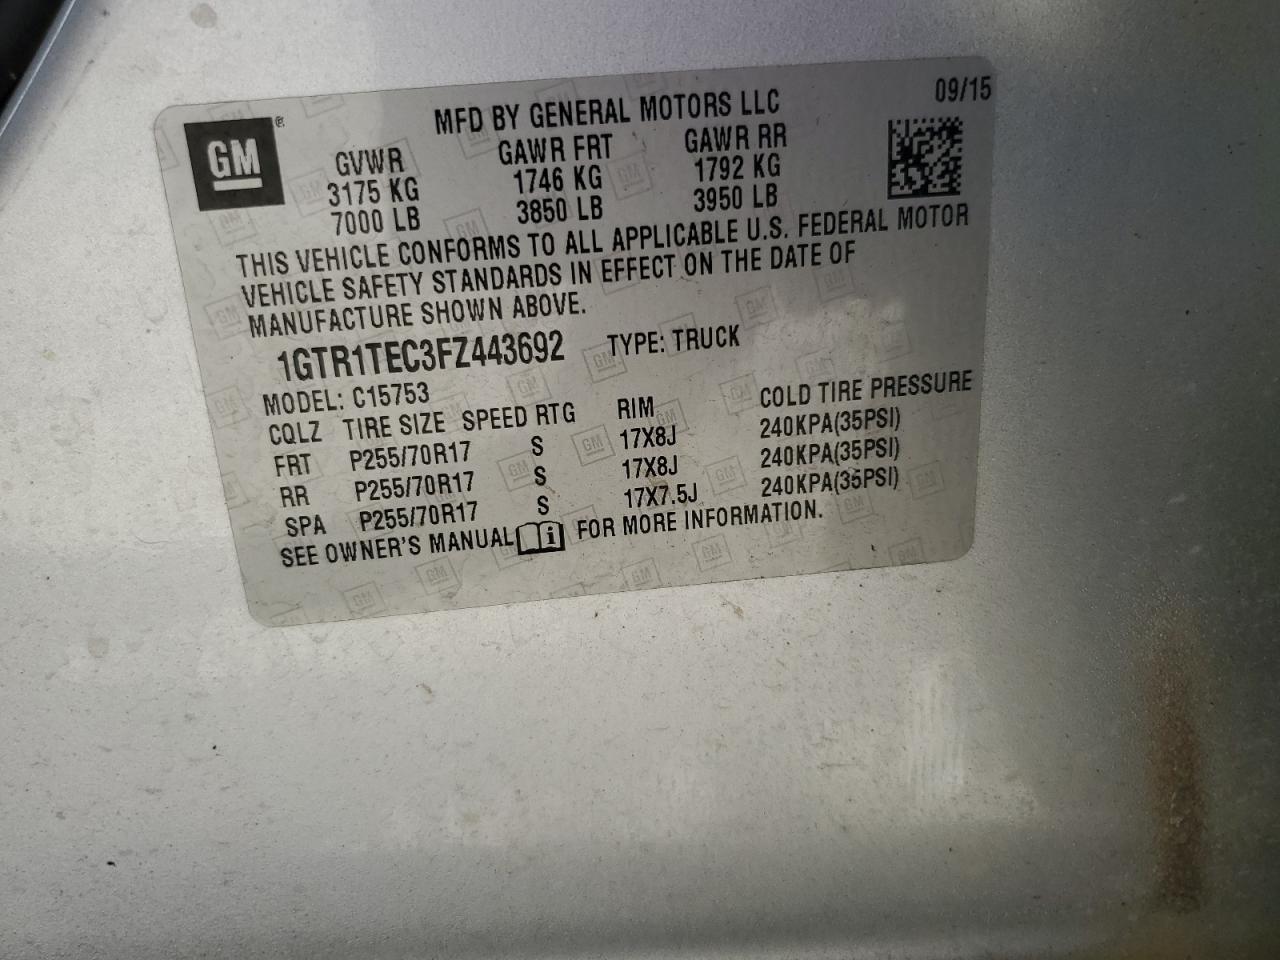 09/15
MFD BY GENERAL MOTORS LLC
GM®
GVWR GAWR FRT GAWR RR
3175 KG 1746 KG 1792 KG
7000 LB 3850 LB 3950 LB
THIS VEHICLE CONFORMS TO ALL APPLICABLE U.S. FEDERAL MOTOR
VEHICLE SAFETY STANDARDS IN EFFECT ON THE DATE OF
MANUFACTURE SHOWN ABOVE.
1GTR1TEC3FZ443692 TYPE: TRUCK
MODEL: C15753
CQLZ TIRE SIZE SPEED RTG RIM COLD TIRE PRESSURE
FRT P255/70R17 S 17X8J 240KPA(35PSI)
RR P255/70R17 S 17X8J 240KPA(35PSI)
SPA P255/70R17 S 17X7.5J 240KPA(35PSI)
SEE OWNER'S MANUAL i FOR MORE INFORMATION.